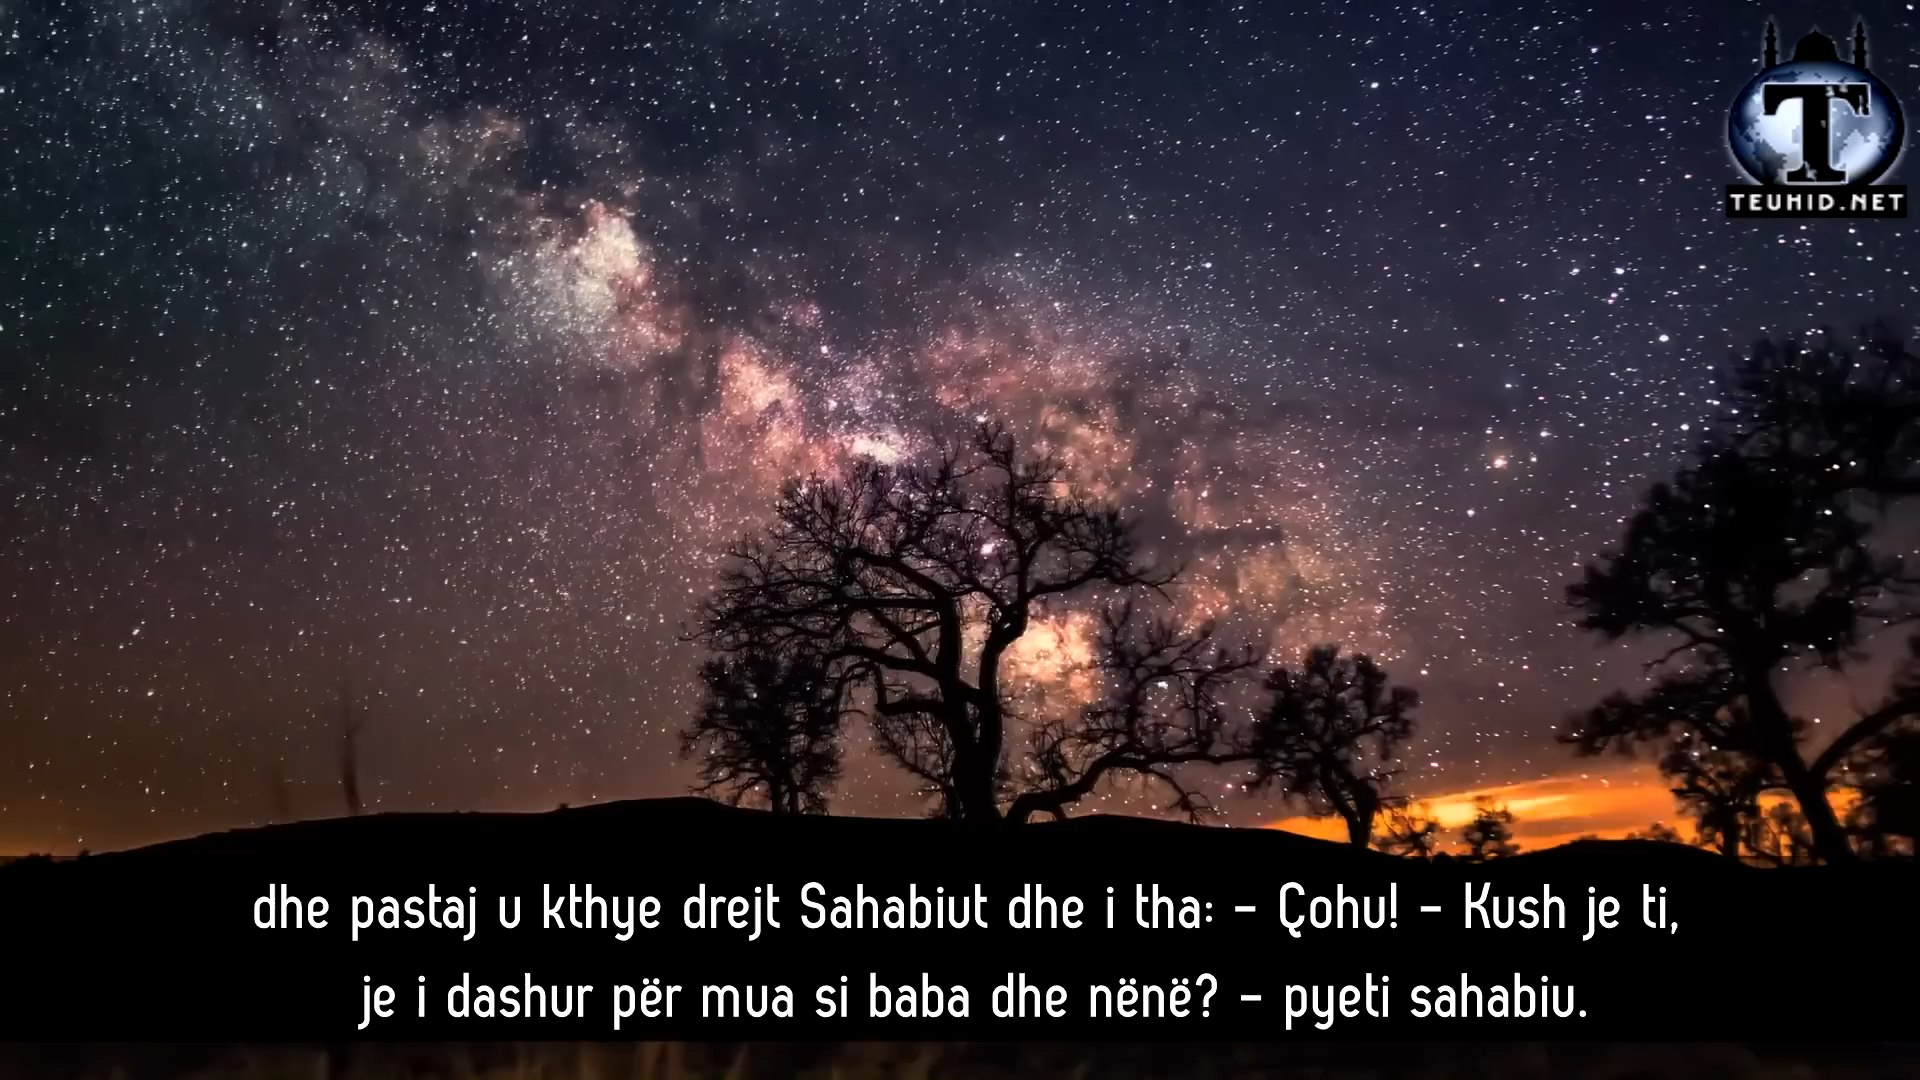 TEUHID.NET
dhe pastaj u kthye drejt Sahabiut dhe i tha: - Çohu! - Kush je ti,
je i dashur për mua si baba dhe nënë? - pyeti sahabiu.